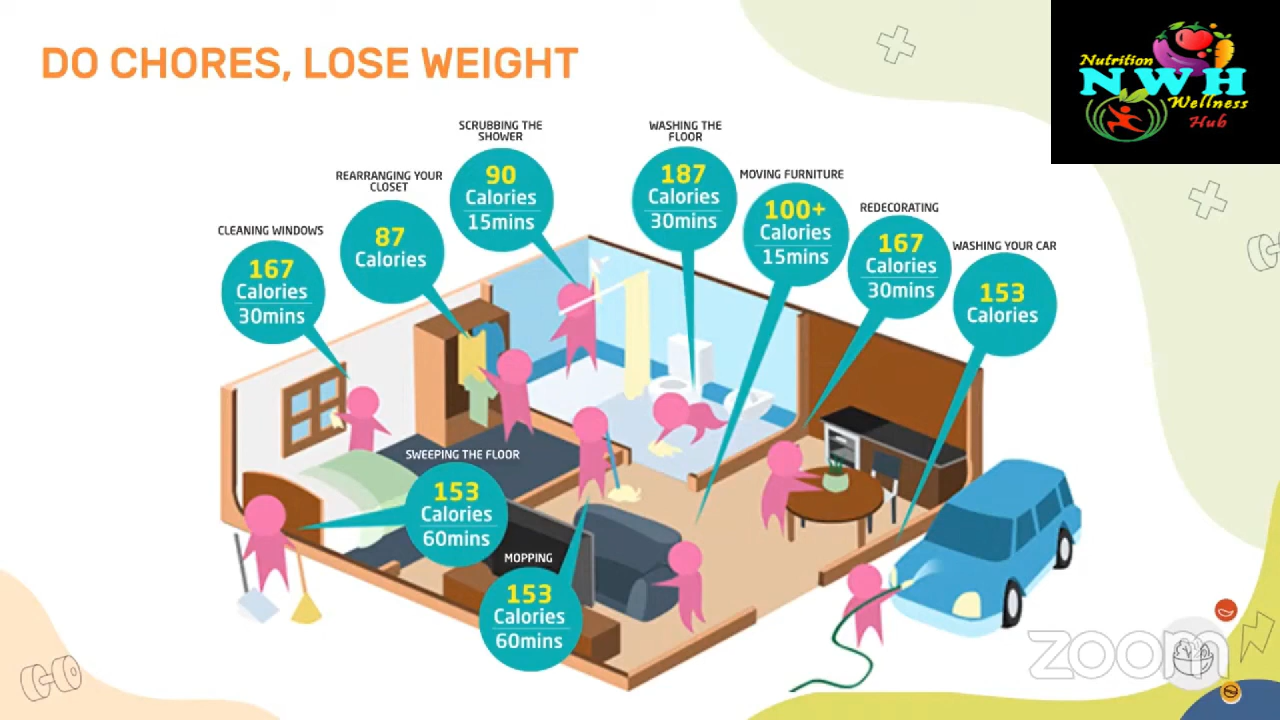 DO CHORES, LOSE WEIGHT
Nutrition
NWH
Wellness
Hub
SCRUBBING THE
SHOWER
90
Calories
15mins
WASHING THE
FLOOR
187
Calories
30mins
REARRANGING YOUR
CLOSET
87
Calories
MOVING FURNITURE
100+
Calories
15mins
REDECORATING
167
Calories
30mins
CLEANING WINDOWS
167
Calories
30mins
WASHING YOUR CAR
153
Calories
SWEEPING THE FLOOR
153
Calories
60mins
MOPPING
153
Calories
60mins
zoom